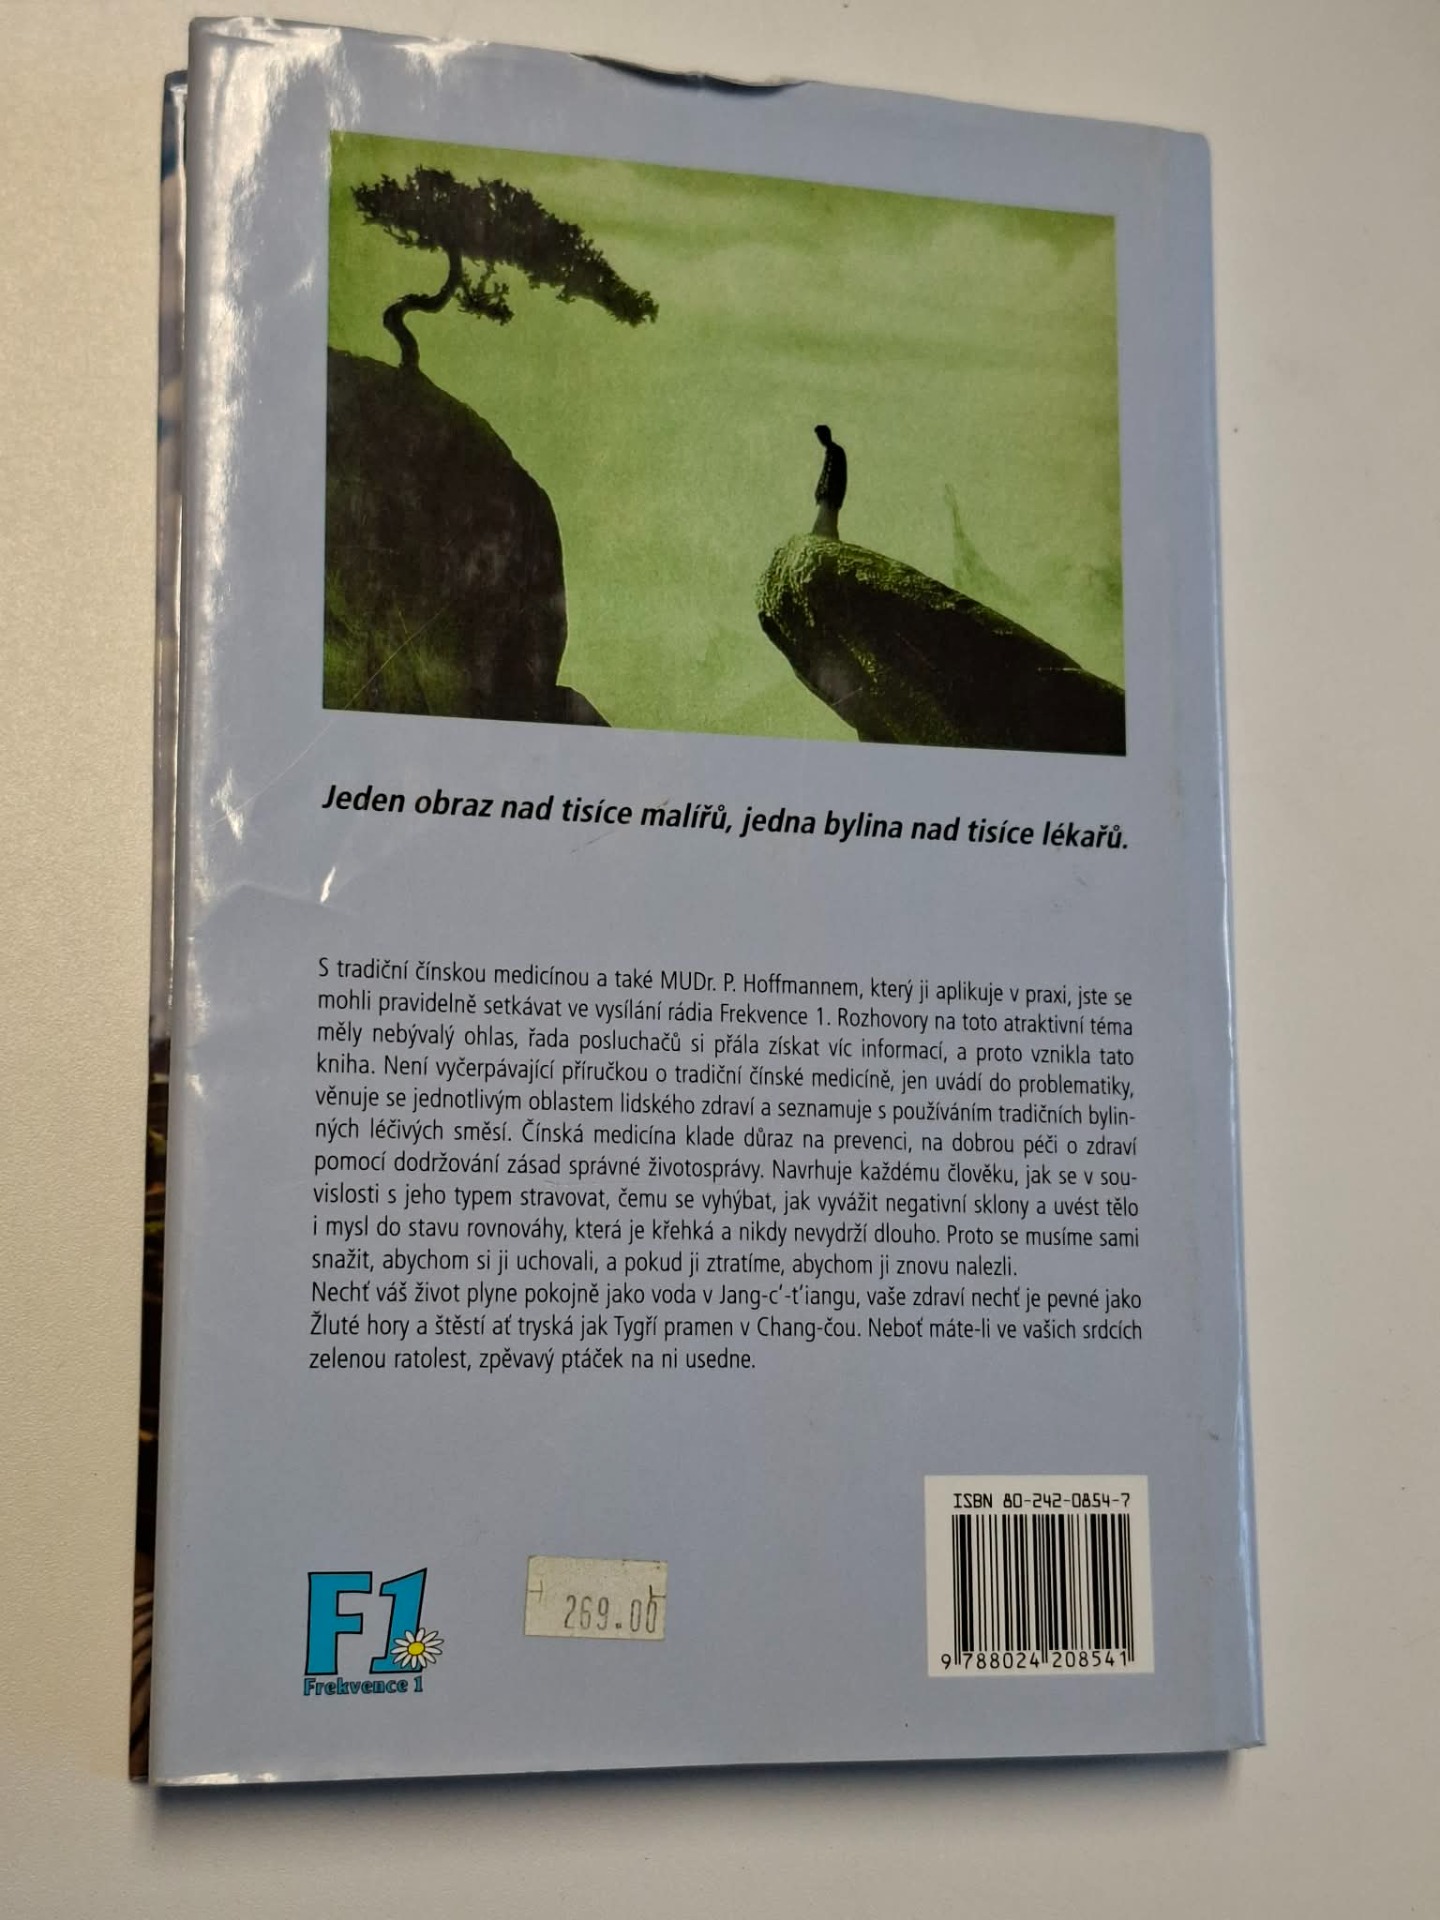 Jeden obraz nad tisíce malířů, jedna bylina nad tisíce lékařů.
S tradiční čínskou medicínou a také MUDr. P. Hoffmannem, který ji aplikuje v praxi, jste se
mohli pravidelně setkávat ve vysílání rádia Frekvence 1. Rozhovory na toto atraktivní téma
měly nebývalý ohlas, řada posluchačů si přála získat víc informací, a proto vznikla tato
kniha. Není vyčerpávající příručkou o tradiční čínské medicíně, jen uvádí do problematiky,
věnuje se jednotlivým oblastem lidského zdraví a seznamuje s používáním tradičních bylin-
ných léčivých směsí. Čínská medicína klade důraz na prevenci, na dobrou péči o zdraví
pomocí dodržování zásad správné životosprávy. Navrhuje každému člověku, jak se v sou-
vislosti s jeho typem stravovat, čemu se vyhýbat, jak vyvážit negativní sklony a uvést tělo
i mysl do stavu rovnováhy, která je křehká a nikdy nevydrží dlouho. Proto se musíme sami
snažit, abychom si ji uchovali, a pokud ji ztratíme, abychom ji znovu nalezli.
Nechť váš život plyne pokojně jako voda v Jang-c'-t'iangu, vaše zdraví nechť je pevné jako
Žluté hory a štěstí ať tryská jak Tygří pramen v Chang-čou. Neboť máte-li ve vašich srdcích
zelenou ratolest, zpěvavý ptáček na ni usedne.
ISBN 80-242-0854-7
9 788024 208541
269.00
F1
Frekvence 1